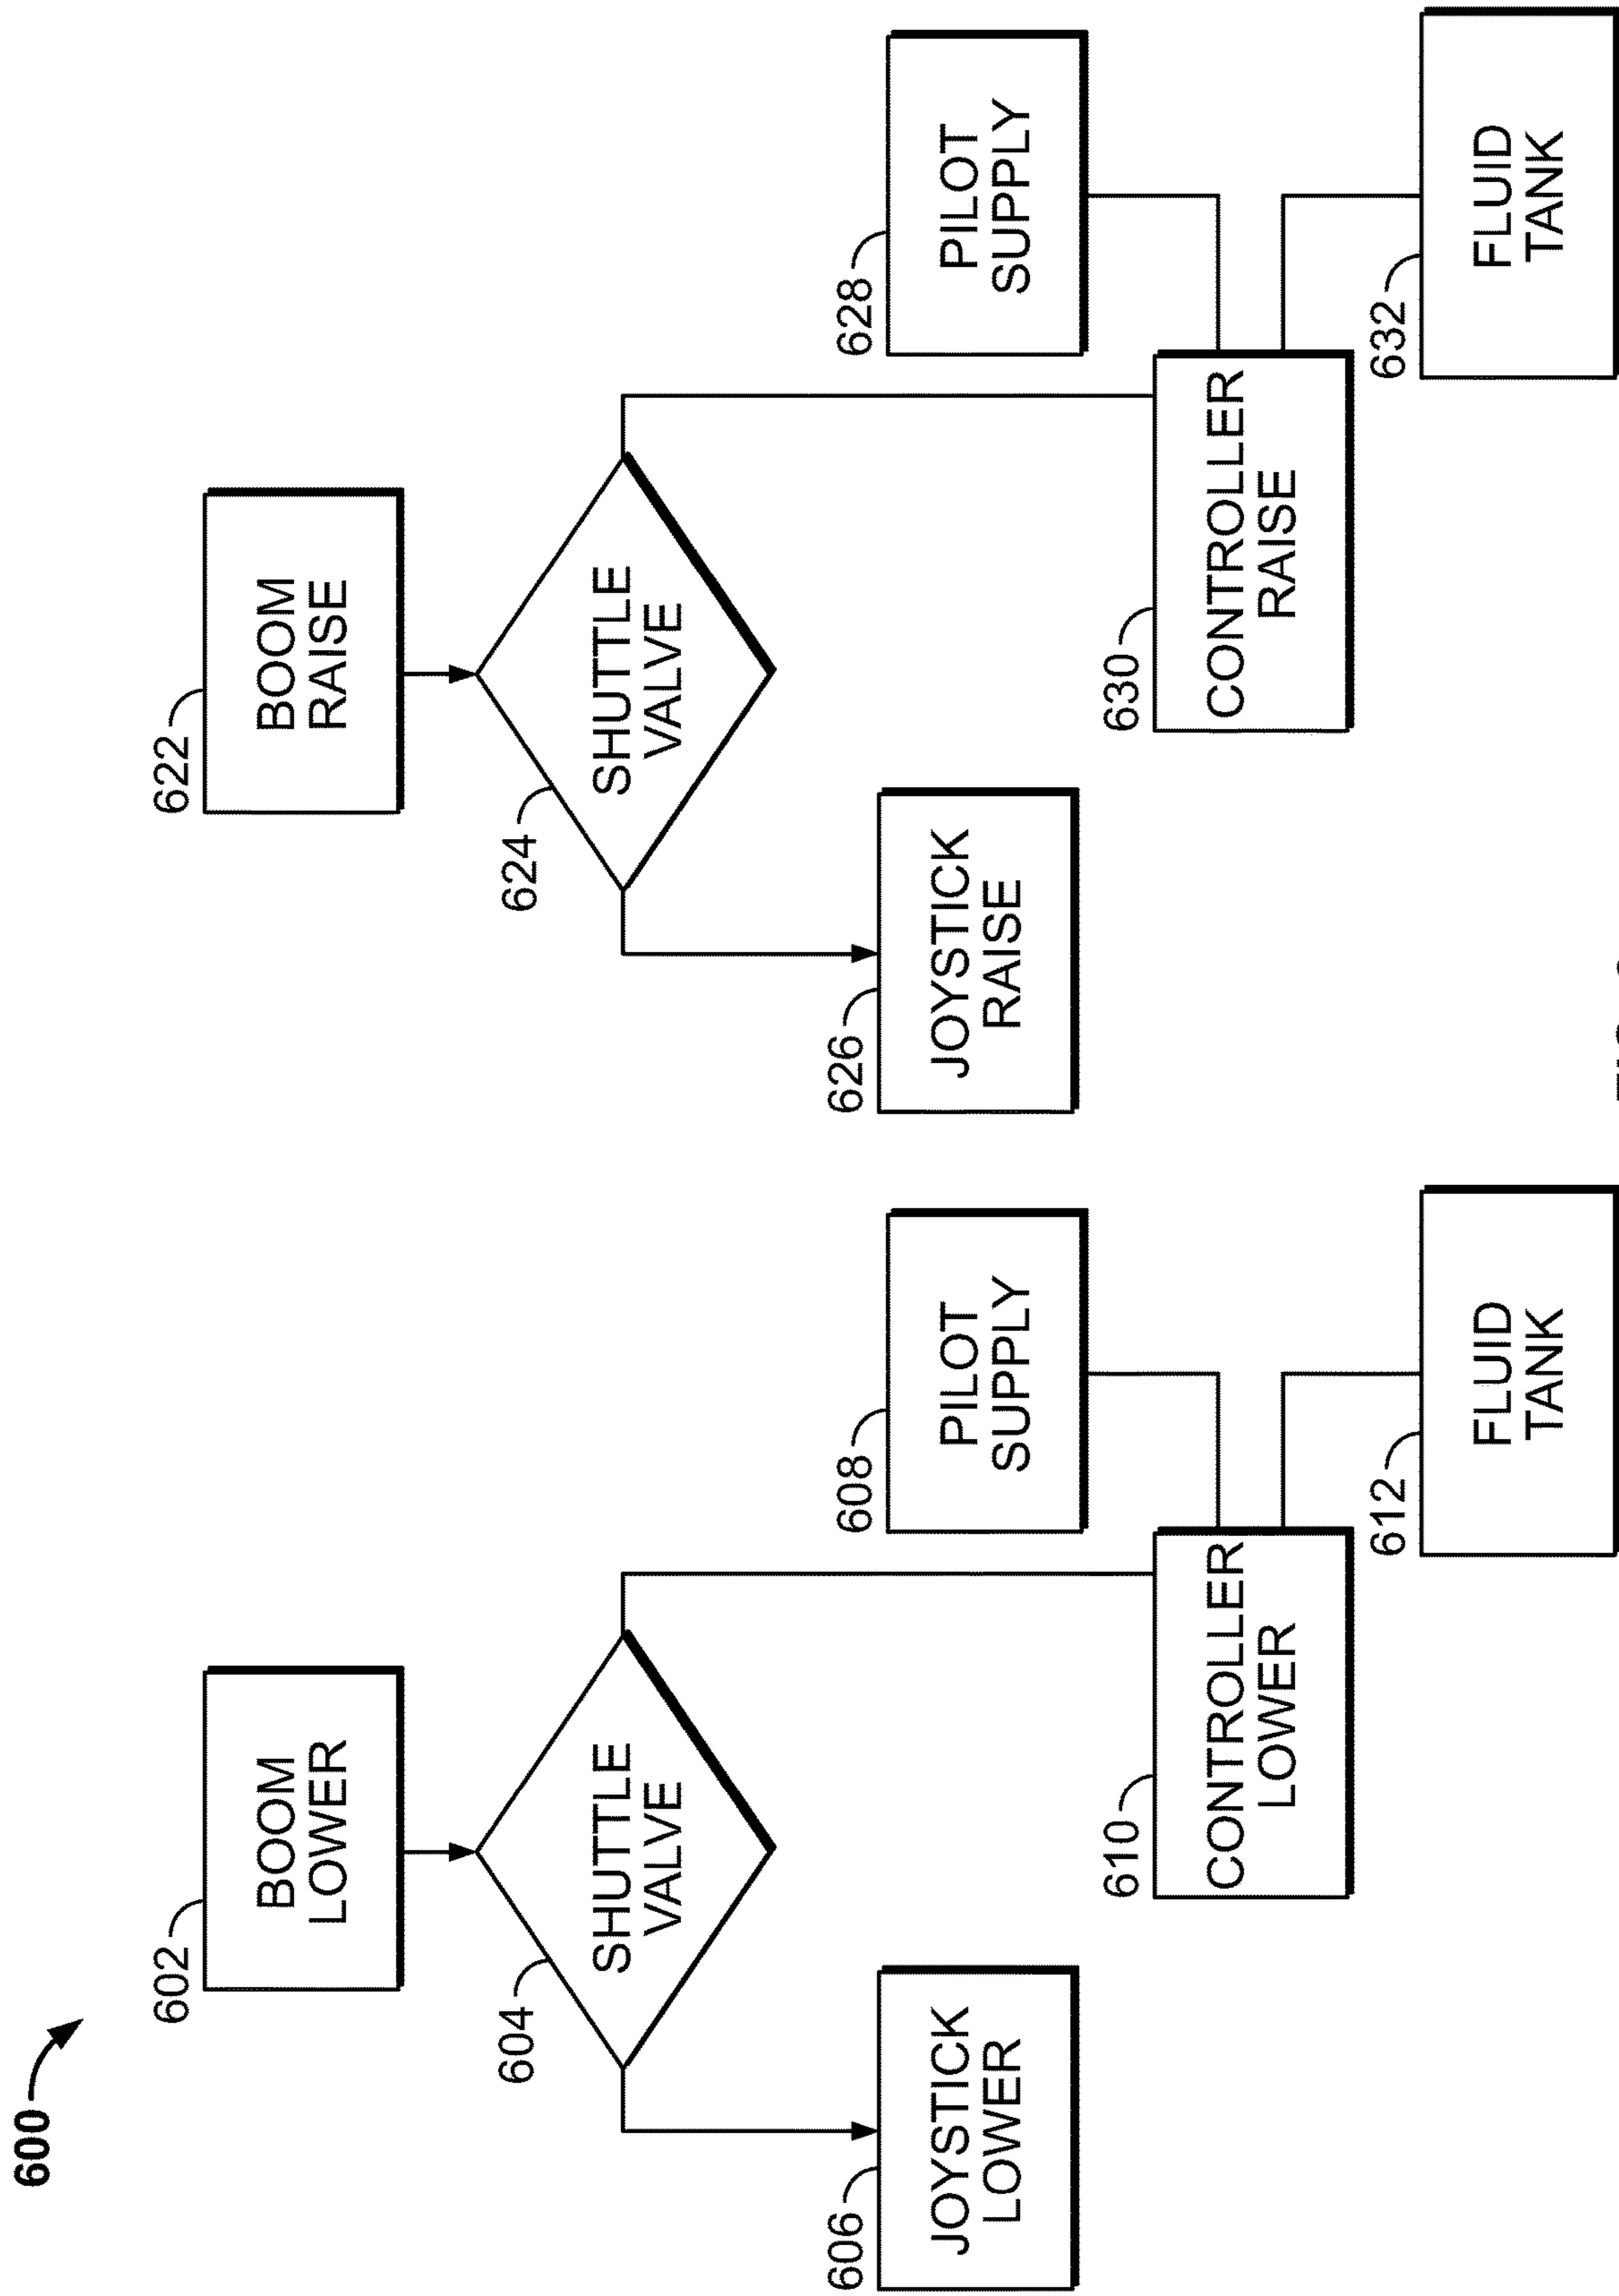 600
602
BOOM
LOWER
604
SHUTTLE
VALVE
606
JOYSTICK
LOWER
608
PILOT
SUPPLY
610
CONTROLLER
LOWER
612
FLUID
TANK
622
BOOM
RAISE
624
SHUTTLE
VALVE
626
JOYSTICK
RAISE
628
PILOT
SUPPLY
630
CONTROLLER
RAISE
632
FLUID
TANK